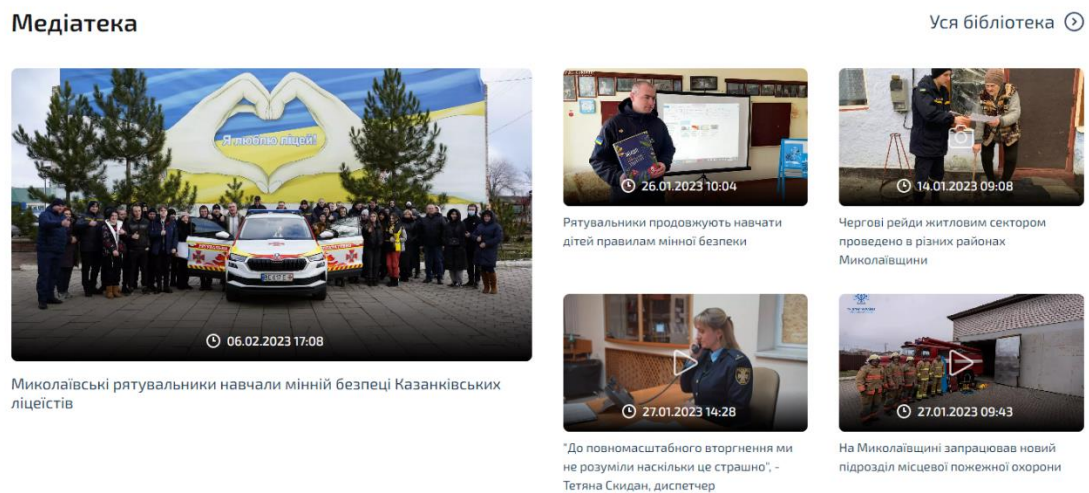 Медіатека
Уся бібліотека
Я люблю ліцей!
06.02.2023 17:08
Миколаївські рятувальники навчали мінній безпеці Казанківських
ліцеїстів
26.01.2023 10:04
Рятувальники продовжують навчати
дітей правилам мінної безпеки
14.01.2023 09:08
Чергові рейди житловим сектором
проведено в різних районах
Миколаївщини
27.01.2023 14:28
"До повномасштабного вторгнення ми
не розуміли наскільки це страшно", -
Тетяна Скидан, диспетчер
27.01.2023 09:43
На Миколаївщині запрацював новий
підрозділ місцевої пожежної охорони